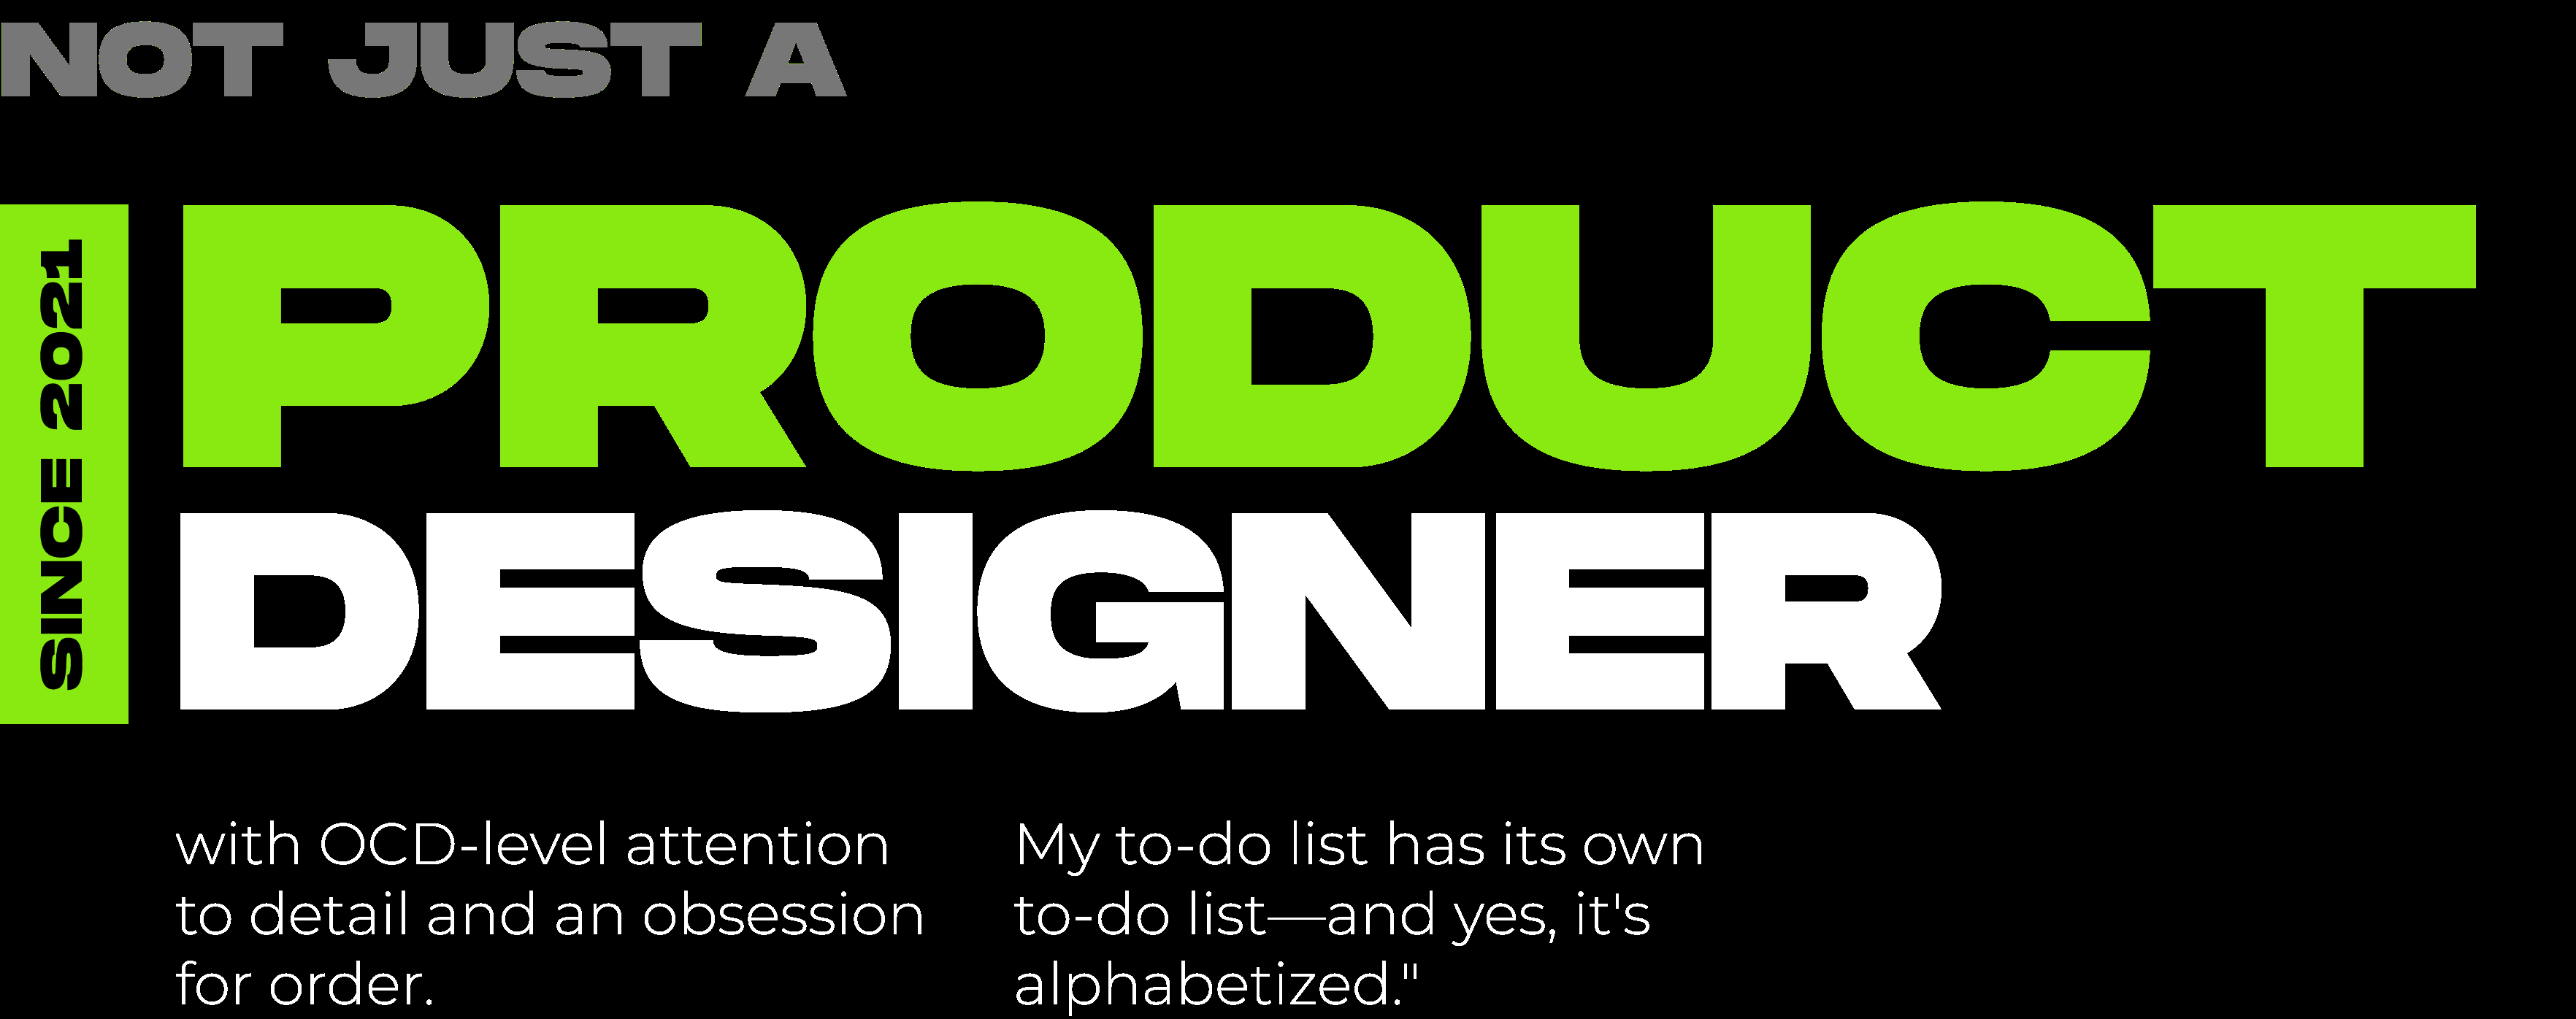 NOT JUST A
SINCE 2021
PRODUCT
DESIGNER
with OCD-level attention
to detail and an obsession
for order.
My to-do list has its own
to-do list—and yes, it's
alphabetized."